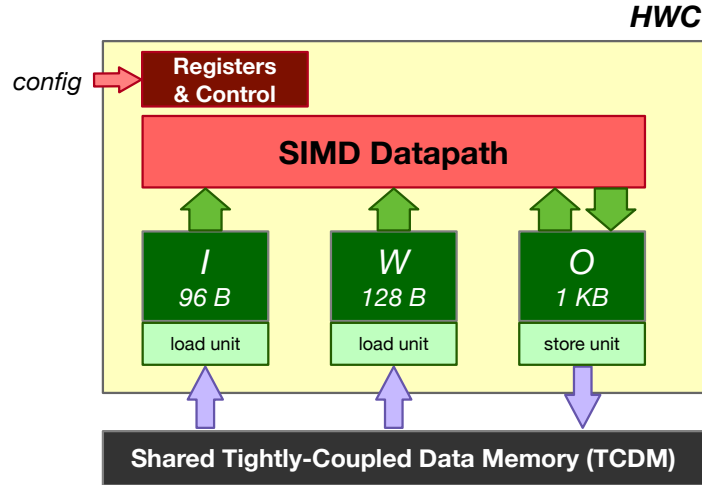 HWC
config
Registers
& Control
SIMD Datapath
I
96 B
W
128 B
O
1 KB
load unit
load unit
store unit
Shared Tightly-Coupled Data Memory (TCDM)